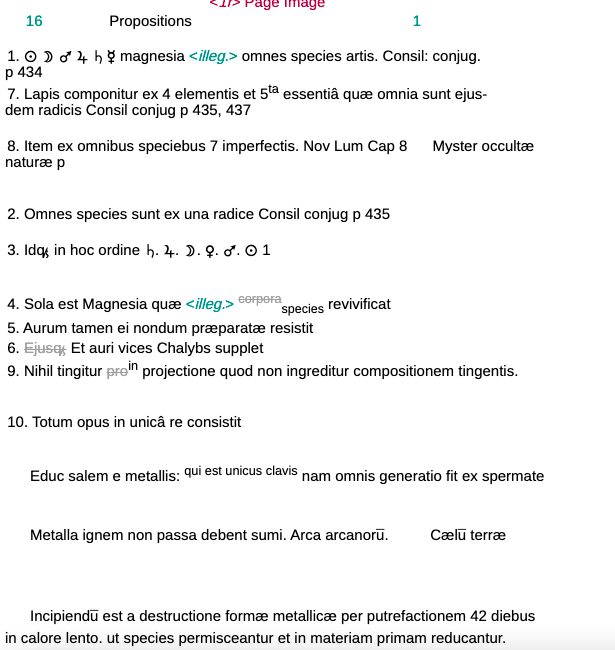 <1r> Page Image
16 Propositions 1
1. ☉ ☽ ♂ ♃ ♄ ☿ magnesia <illeg.> omnes species artis. Consil: conjug.
p 434
7. Lapis componitur ex 4 elementis et 5ta essentiâ quæ omnia sunt ejus-
dem radicis Consil conjug p 435, 437
8. Item ex omnibus speciebus 7 imperfectis. Nov Lum Cap 8 Myster occultæ
naturæ p
2. Omnes species sunt ex una radice Consil conjug p 435
3. Idqꝫ in hoc ordine ♄. ♃. ☽. ♀. ♂. ☉ 1
4. Sola est Magnesia quæ <illeg.> corpora species revivificat
5. Aurum tamen ei nondum præparatæ resistit
6. Ejusqꝫ Et auri vices Chalybs supplet
9. Nihil tingitur pro in projectione quod non ingreditur compositionem tingentis.
10. Totum opus in unicâ re consistit
Educ salem e metallis: qui est unicus clavis nam omnis generatio fit ex spermate
Metalla ignem non passa debent sumi. Arca arcanorū. Cælū terræ
Incipiendū est a destructione formæ metallicæ per putrefactionem 42 diebus
in calore lento. ut species permisceantur et in materiam primam reducantur.